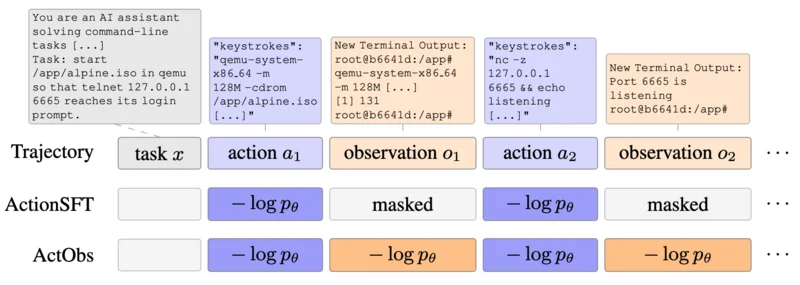 You are an AI assistant
solving command-line
tasks [...]
Task: start
/app/alpine.iso in qemu
so that telnet 127.0.0.1
6665 reaches its login
prompt.
"keystrokes":
"qemu-system-
x86_64 -m
128M -cdrom
/app/alpine.iso
[...]"
New Terminal Output:
root@b6641d:/app#
qemu-system-x86_64
-m 128M [...]
[1] 131
root@b6641d:/app#
"keystrokes":
"nc -z
127.0.0.1
6665 && echo
listening
[...]"
New Terminal Output:
Port 6665 is
listening
root@b6641d:/app#
Trajectory task x action a₁ observation o₁ action a₂ observation o₂ ⋯
ActionSFT − log pθ masked − log pθ masked ⋯
ActObs − log pθ − log pθ − log pθ − log pθ ⋯